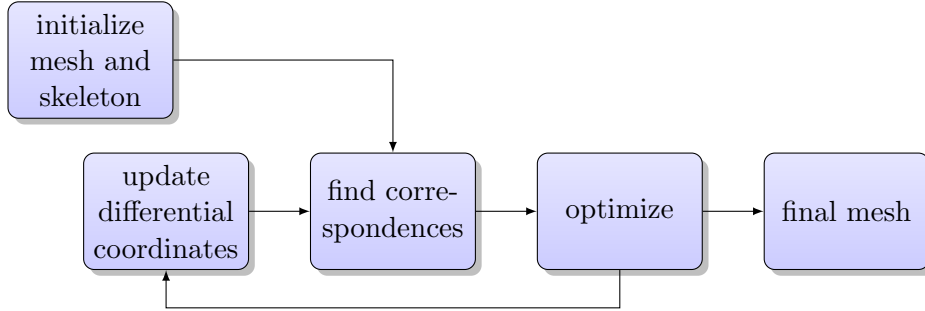 initialize
mesh and
skeleton
update
differential
coordinates
find corre-
spondences
optimize
final mesh